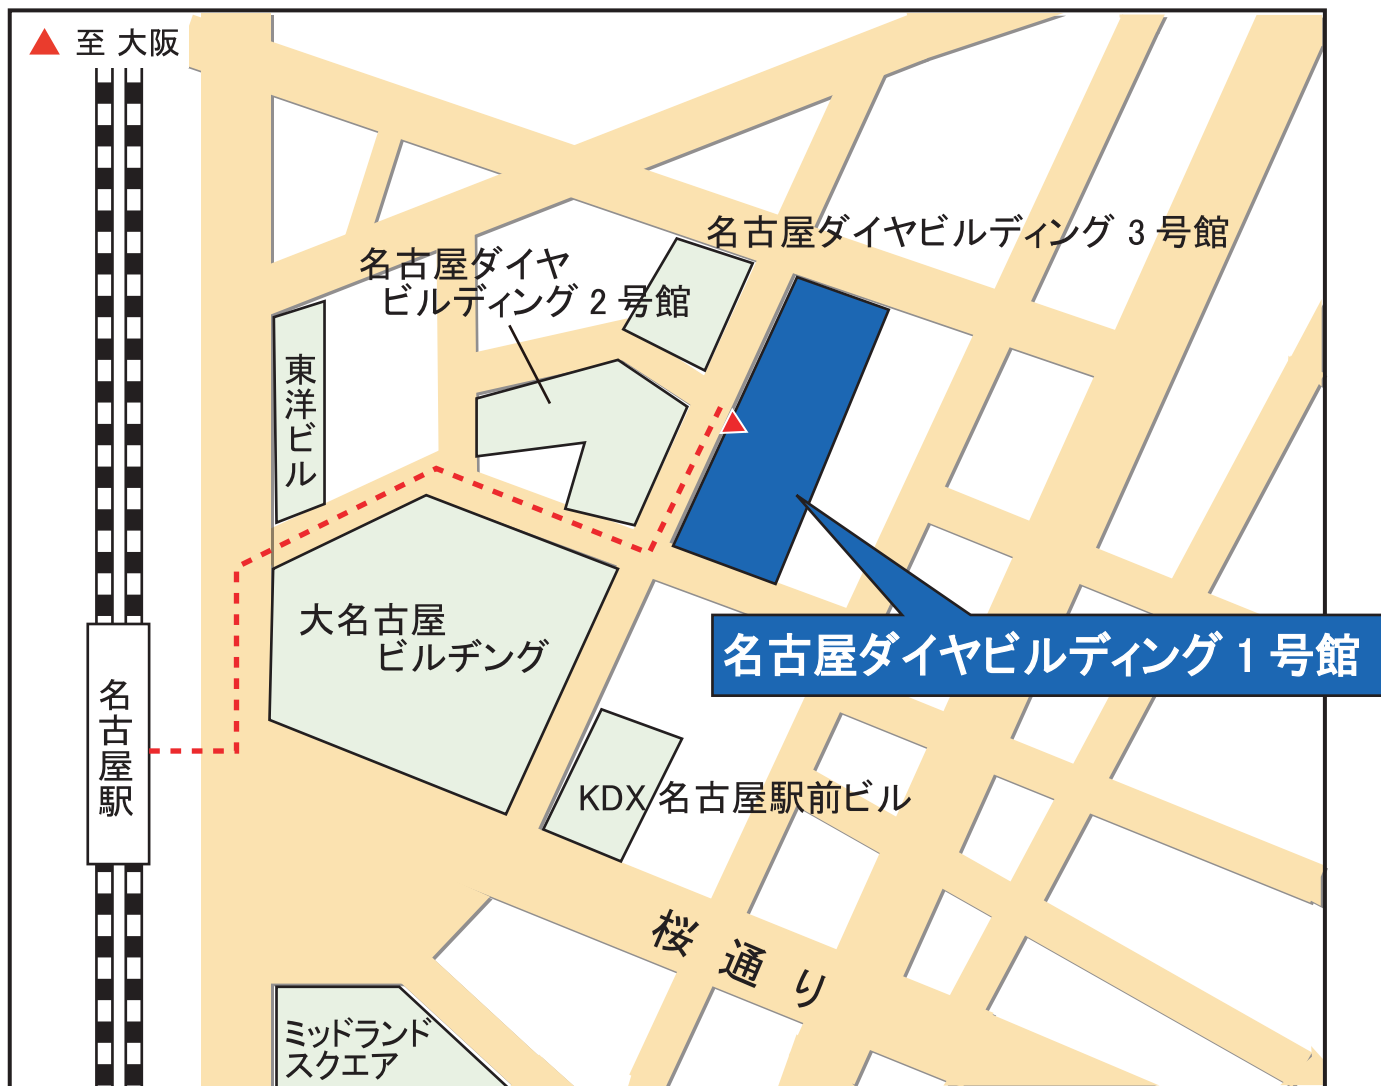 ▲ 至 大阪
名古屋ダイヤビルディング 3 号館
名古屋ダイヤ
ビルディング 2 号館
東洋ビル
大名古屋
ビルヂング
名古屋ダイヤビルディング 1 号館
名古屋駅
KDX 名古屋駅前ビル
桜通り
ミッドランド
スクエア